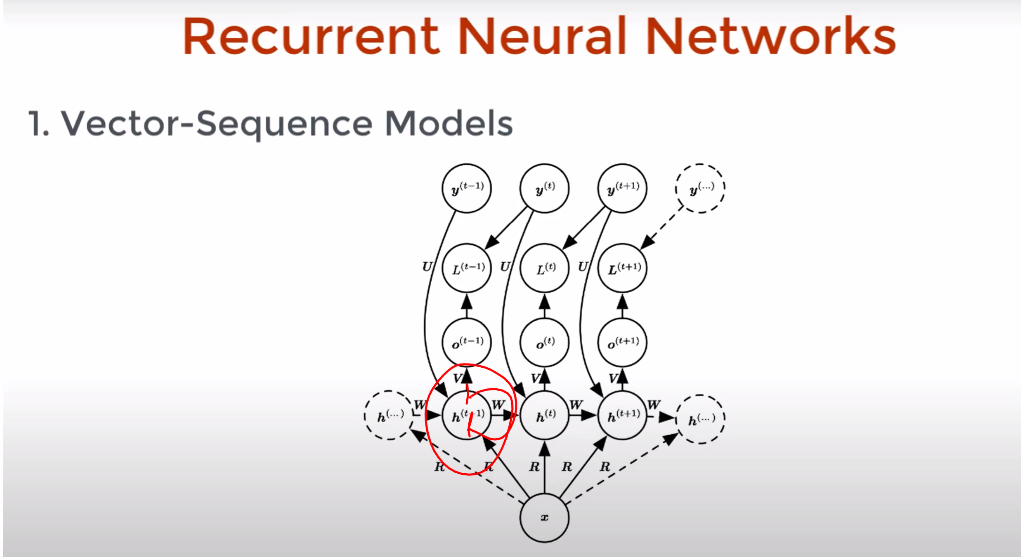 Recurrent Neural Networks
1. Vector-Sequence Models
y^(t−1) y^(t) y^(t+1) y^(...)
U L^(t−1) U L^(t) U L^(t+1)
o^(t−1) o^(t) o^(t+1)
V V V
h^(...) W h^(t−1) W h^(t) W h^(t+1) W h^(...)
R R R R R
x